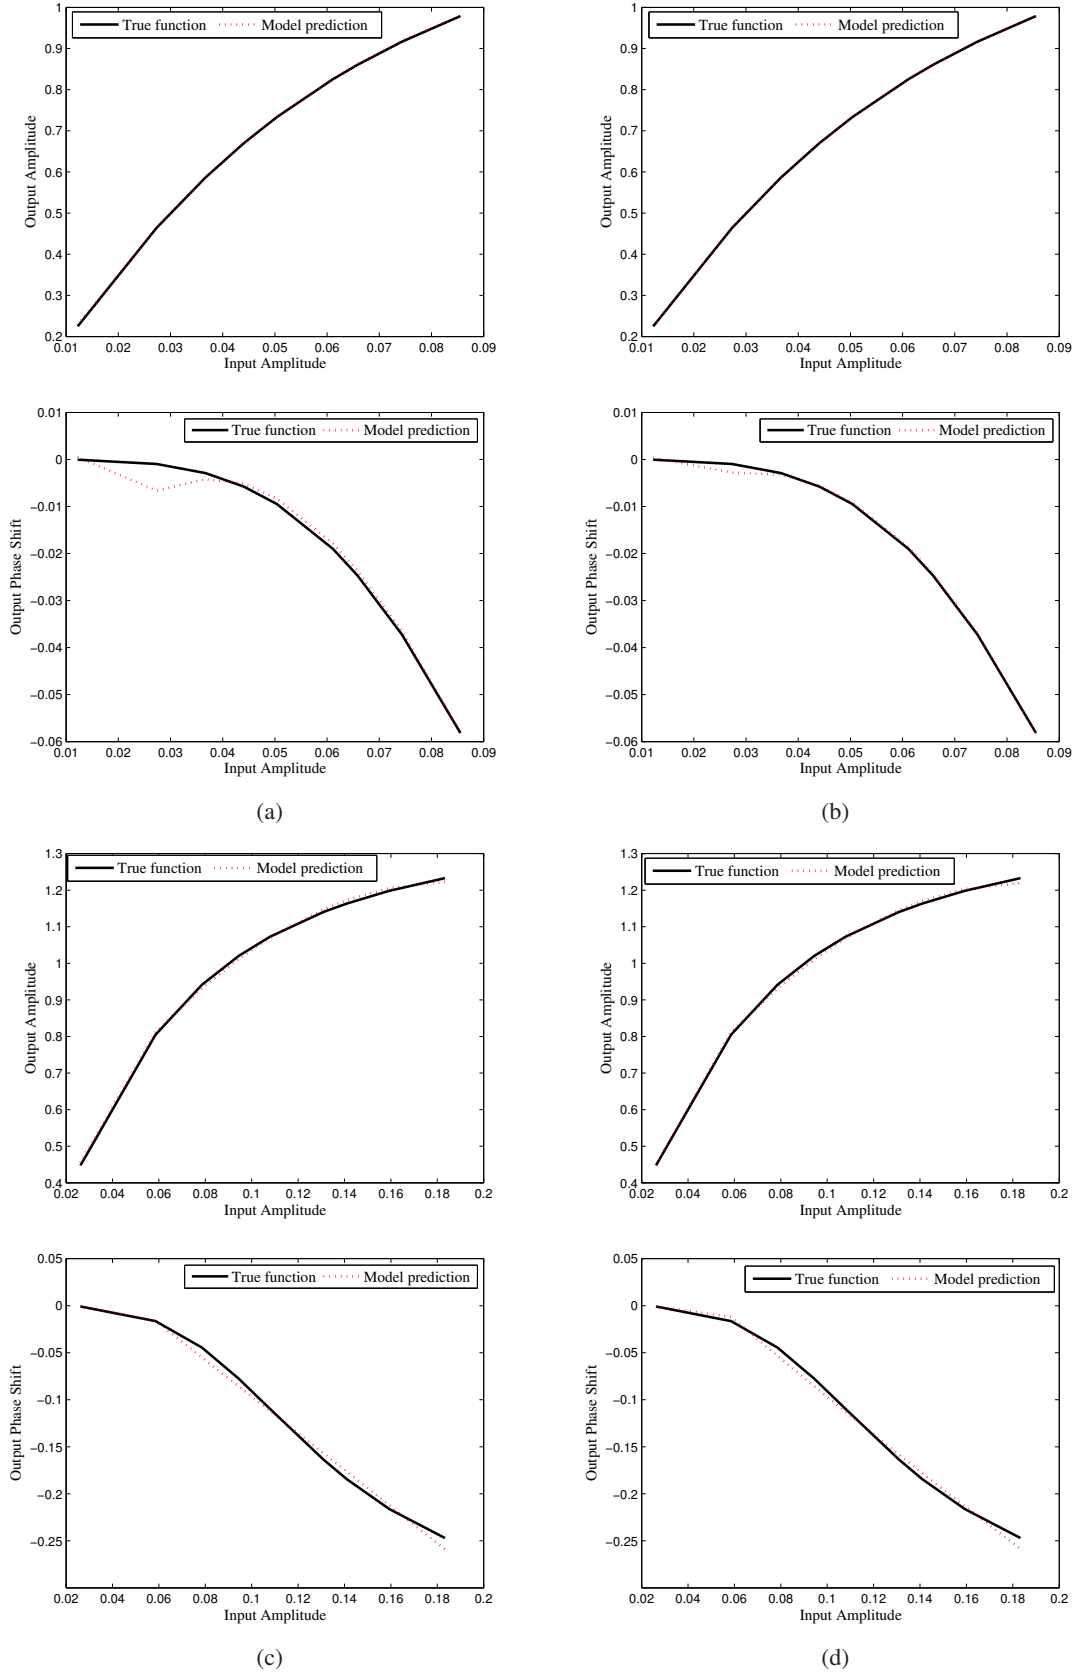 True function Model prediction
1
0.9
0.8
0.7
0.6
0.5
0.4
0.3
0.2
Output Amplitude
0.01 0.02 0.03 0.04 0.05 0.06 0.07 0.08 0.09
Input Amplitude
True function Model prediction
1
0.9
0.8
0.7
0.6
0.5
0.4
0.3
0.2
Output Amplitude
0.01 0.02 0.03 0.04 0.05 0.06 0.07 0.08 0.09
Input Amplitude
True function Model prediction
0.01
0
−0.01
−0.02
−0.03
−0.04
−0.05
−0.06
Output Phase Shift
0.01 0.02 0.03 0.04 0.05 0.06 0.07 0.08 0.09
Input Amplitude
(a)
True function Model prediction
0.01
0
−0.01
−0.02
−0.03
−0.04
−0.05
−0.06
Output Phase Shift
0.01 0.02 0.03 0.04 0.05 0.06 0.07 0.08 0.09
Input Amplitude
(b)
True function Model prediction
1.3
1.2
1.1
1
0.9
0.8
0.7
0.6
0.5
0.4
Output Amplitude
0.02 0.04 0.06 0.08 0.1 0.12 0.14 0.16 0.18 0.2
Input Amplitude
True function Model prediction
1.3
1.2
1.1
1
0.9
0.8
0.7
0.6
0.5
0.4
Output Amplitude
0.02 0.04 0.06 0.08 0.1 0.12 0.14 0.16 0.18 0.2
Input Amplitude
True function Model prediction
0.05
0
−0.05
−0.1
−0.15
−0.2
−0.25
Output Phase Shift
0.02 0.04 0.06 0.08 0.1 0.12 0.14 0.16 0.18 0.2
Input Amplitude
(c)
True function Model prediction
0.05
0
−0.05
−0.1
−0.15
−0.2
−0.25
Output Phase Shift
0.02 0.04 0.06 0.08 0.1 0.12 0.14 0.16 0.18 0.2
Input Amplitude
(d)